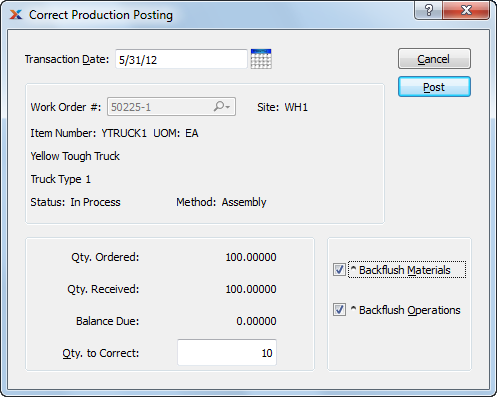 Correct Production Posting
Transaction Date: 5/31/12
Cancel
Post
Work Order #: 50225-1 Site: WH1
Item Number: YTRUCK1 UOM: EA
Yellow Tough Truck
Truck Type 1
Status: In Process Method: Assembly
Qty. Ordered: 100.00000
Qty. Received: 100.00000
Balance Due: 0.00000
Qty. to Correct: 10
^ Backflush Materials
^ Backflush Operations